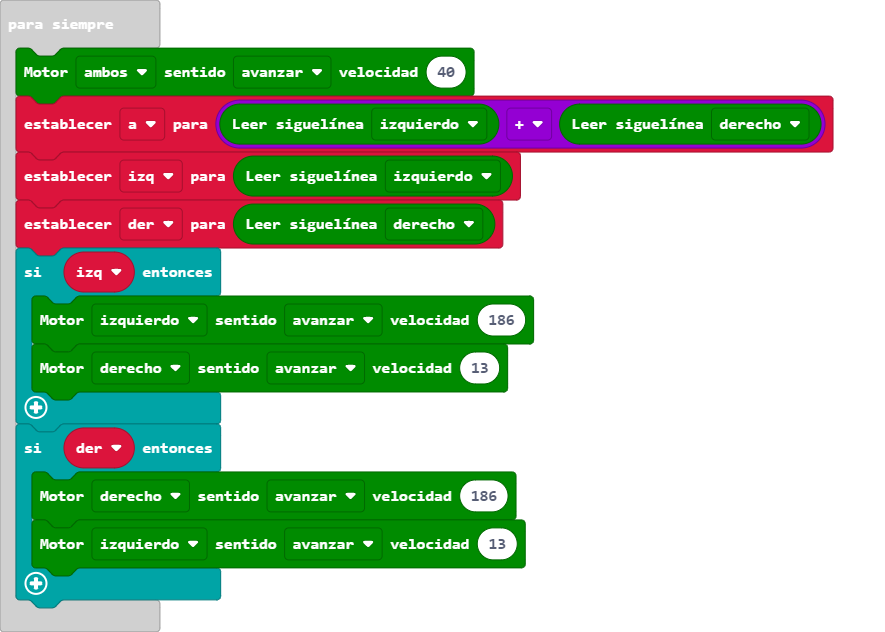 para siempre
Motor ambos sentido avanzar velocidad 40
establecer a para Leer siguelínea izquierdo + Leer siguelínea derecho
establecer izq para Leer siguelínea izquierdo
establecer der para Leer siguelínea derecho
si izq entonces
Motor izquierdo sentido avanzar velocidad 186
Motor derecho sentido avanzar velocidad 13
si der entonces
Motor derecho sentido avanzar velocidad 186
Motor izquierdo sentido avanzar velocidad 13